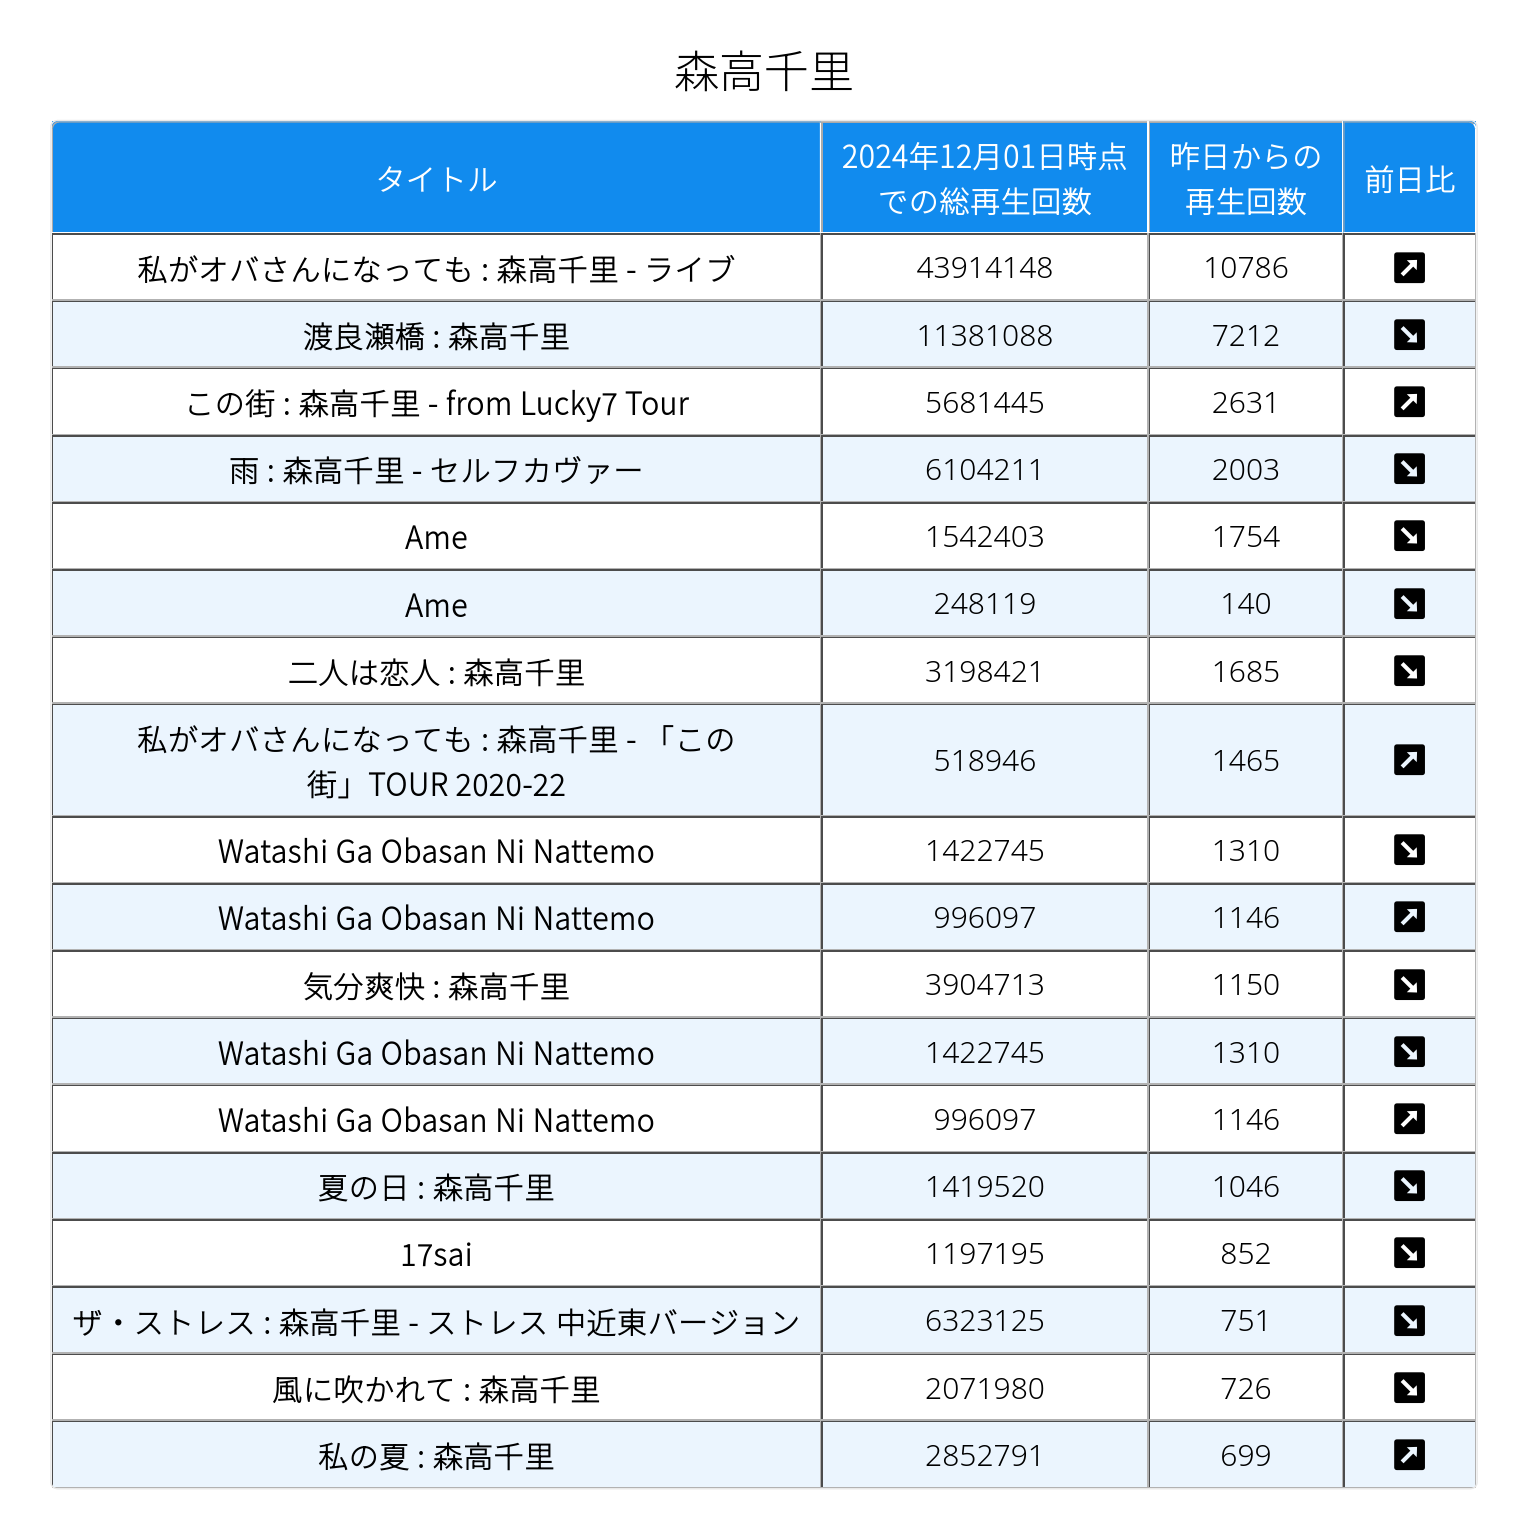 森高千里
タイトル
2024年12月01日時点
での総再生回数
昨日からの
再生回数
前日比
私がオバさんになっても : 森高千里 - ライブ 43914148 10786
渡良瀬橋 : 森高千里 11381088 7212
この街 : 森高千里 - from Lucky7 Tour 5681445 2631
雨 : 森高千里 - セルフカヴァー 6104211 2003
Ame 1542403 1754
Ame 248119 140
二人は恋人 : 森高千里 3198421 1685
私がオバさんになっても : 森高千里 - 「この
街」TOUR 2020-22 518946 1465
Watashi Ga Obasan Ni Nattemo 1422745 1310
Watashi Ga Obasan Ni Nattemo 996097 1146
気分爽快 : 森高千里 3904713 1150
Watashi Ga Obasan Ni Nattemo 1422745 1310
Watashi Ga Obasan Ni Nattemo 996097 1146
夏の日 : 森高千里 1419520 1046
17sai 1197195 852
ザ・ストレス : 森高千里 - ストレス 中近東バージョン 6323125 751
風に吹かれて : 森高千里 2071980 726
私の夏 : 森高千里 2852791 699